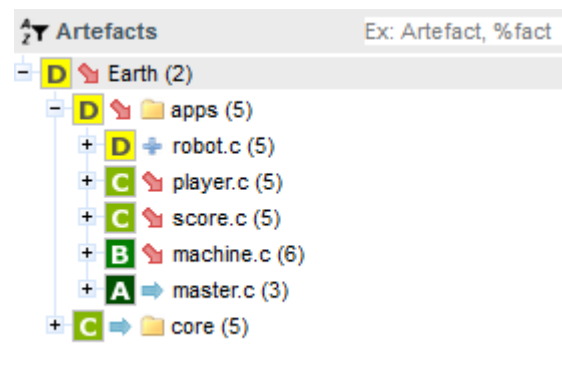 Artefacts Ex: Artefact, %fact
D Earth (2)
D apps (5)
D robot.c (5)
C player.c (5)
C score.c (5)
B machine.c (6)
A master.c (3)
C core (5)